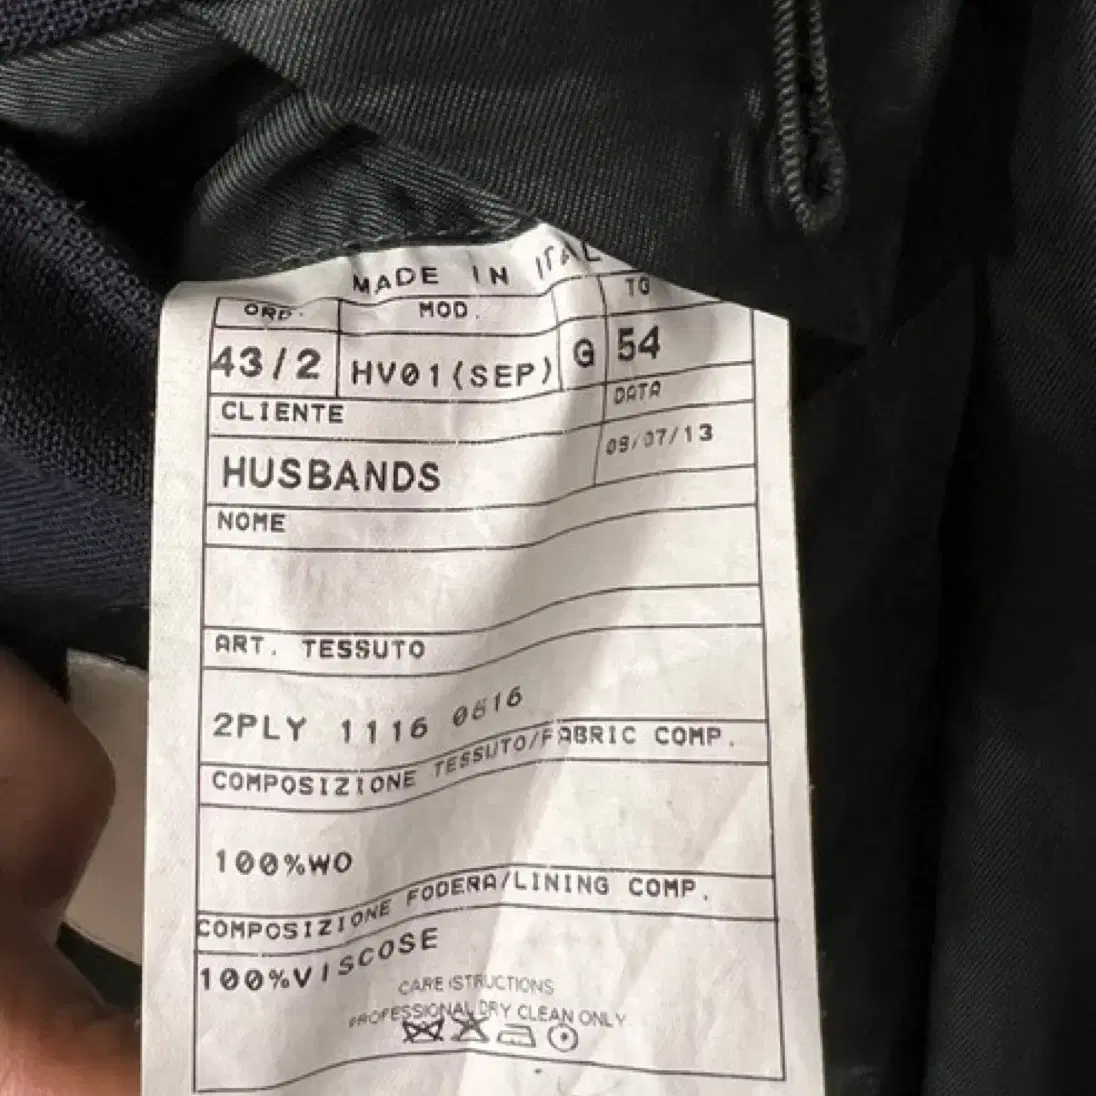 MADE IN ITAL
ORD. MOD. TG
43/2 HV01(SEP) G 54
CLIENTE DATA
HUSBANDS 09/07/13
NOME
ART. TESSUTO
2PLY 1116 0616
COMPOSIZIONE TESSUTO/FABRIC COMP.
100%WO
COMPOSIZIONE FODERA/LINING COMP.
100%VISCOSE
CARE ISTRUCTIONS
PROFESSIONAL DRY CLEAN ONLY